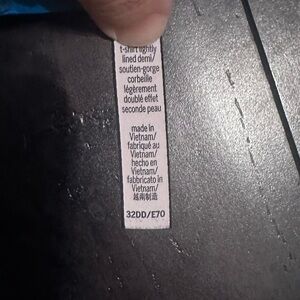 t-shirt lightly
lined demi/
soutien-gorge
corbeille
légèrement
doublé effet
seconde peau
made in
Vietnam/
fabriqué au
Vietnam/
hecho en
Vietnam/
fabbricato in
Vietnam/
越南制造
32DD/E70